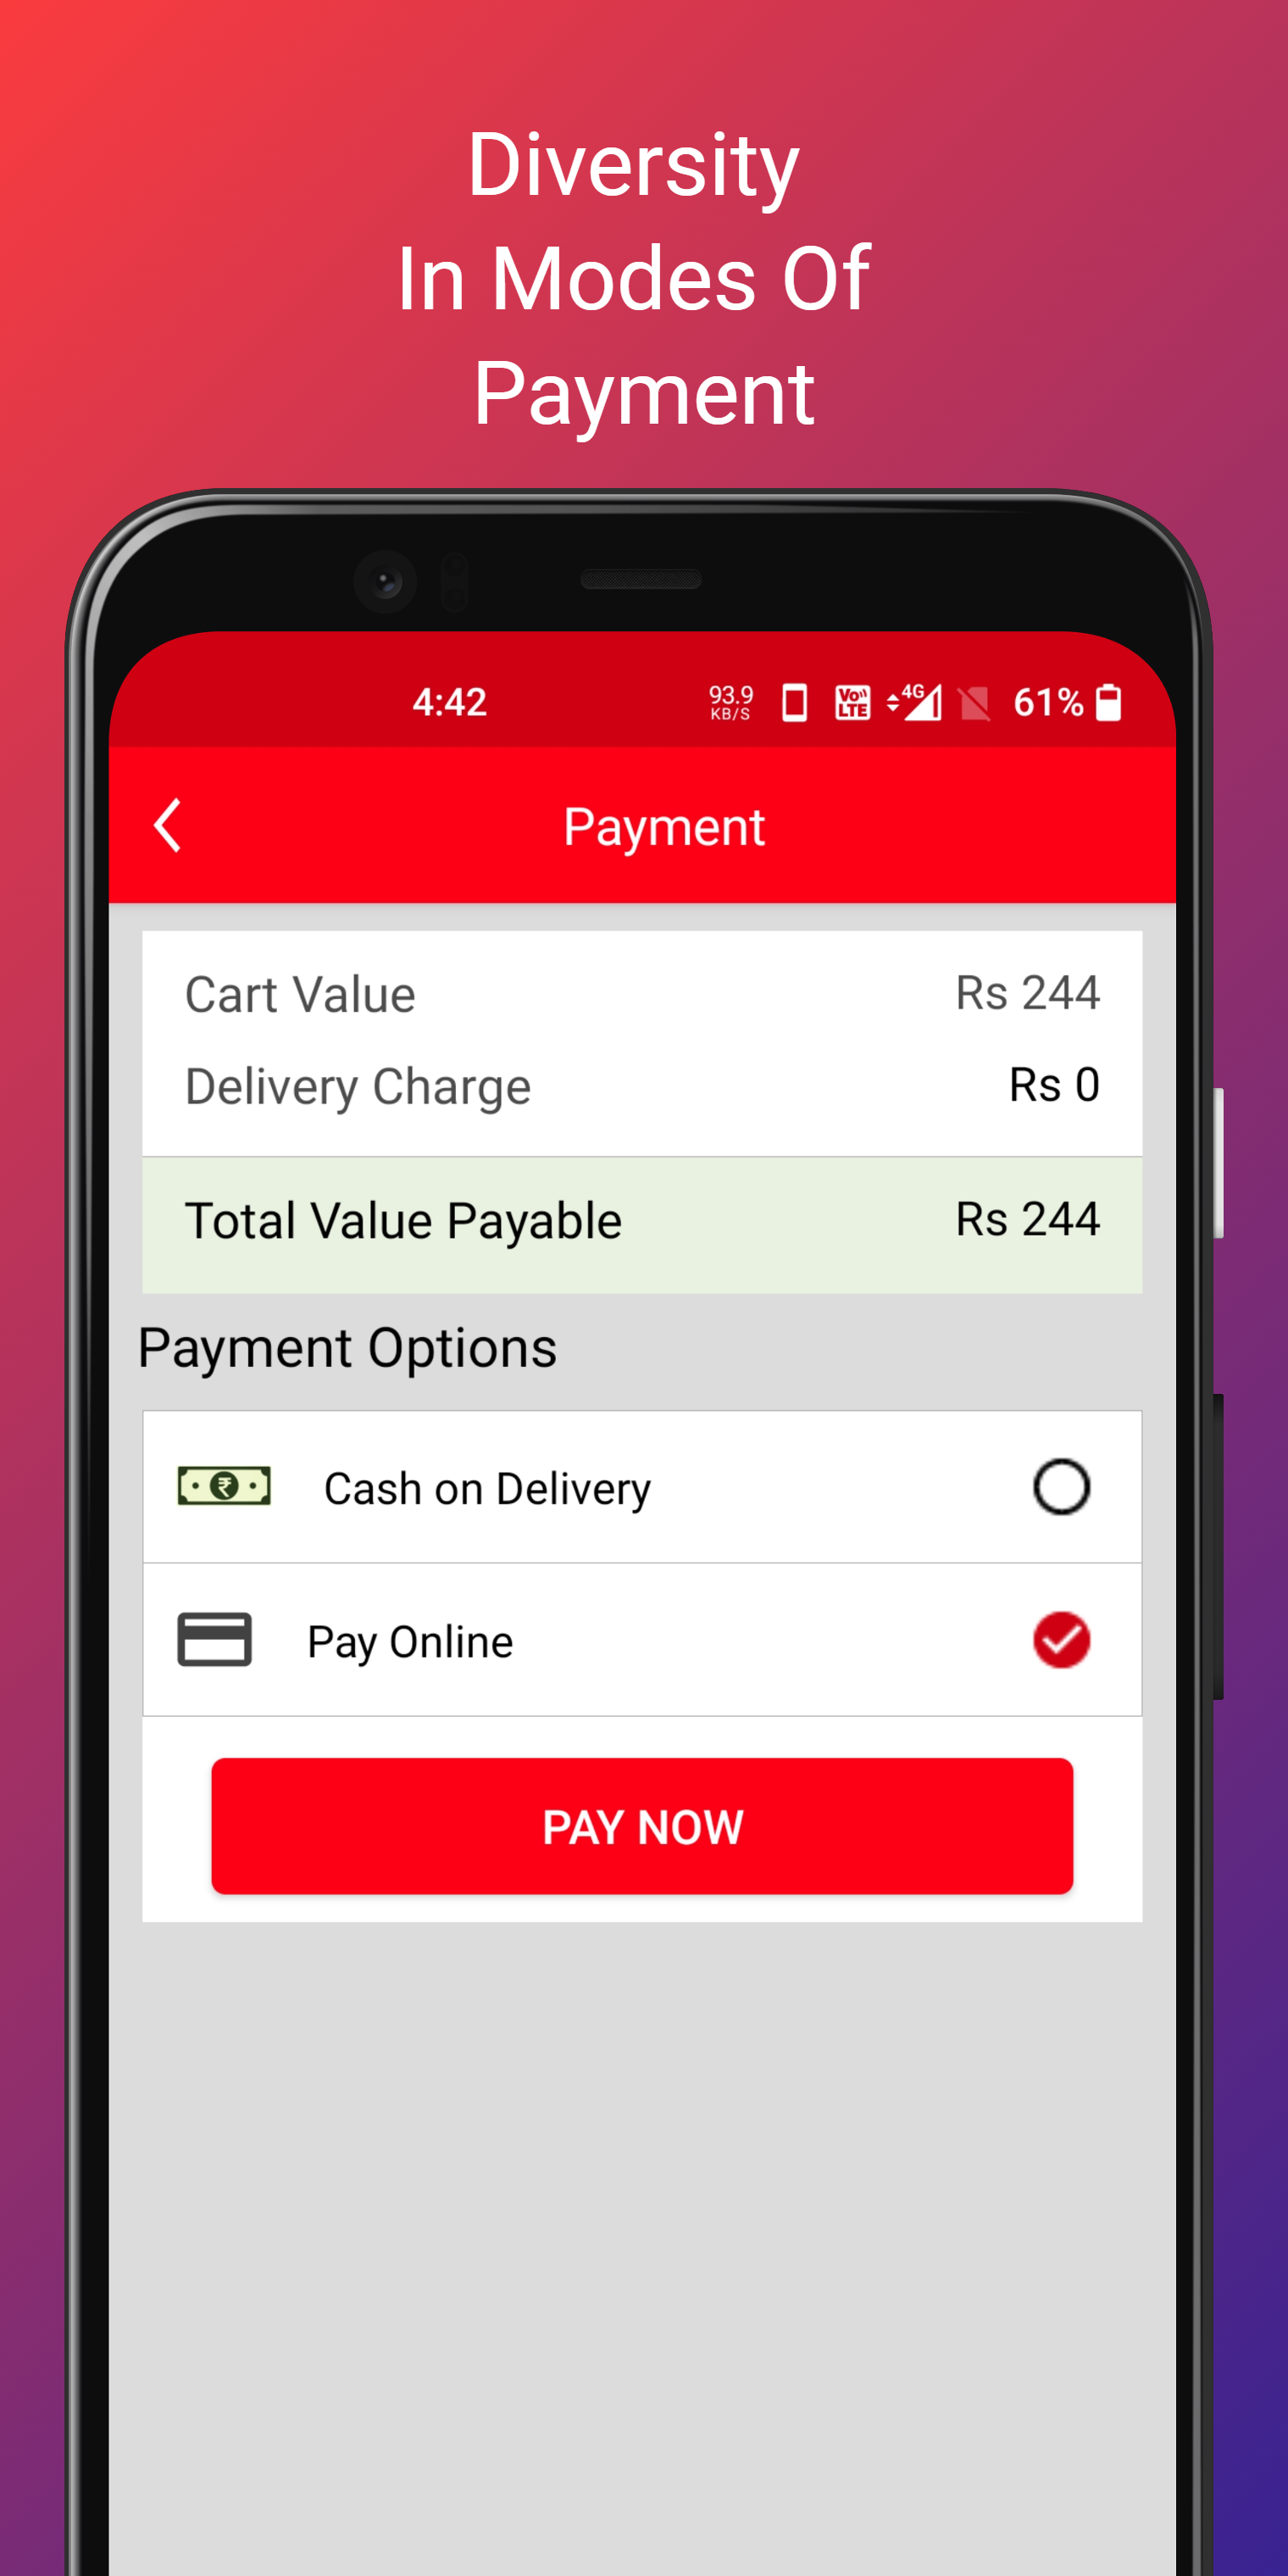 Diversity
In Modes Of
Payment
4:42 93.9 KB/S Vo)) LTE 4G 61%
Payment
Cart Value Rs 244
Delivery Charge Rs 0
Total Value Payable Rs 244
Payment Options
₹ Cash on Delivery
Pay Online
PAY NOW